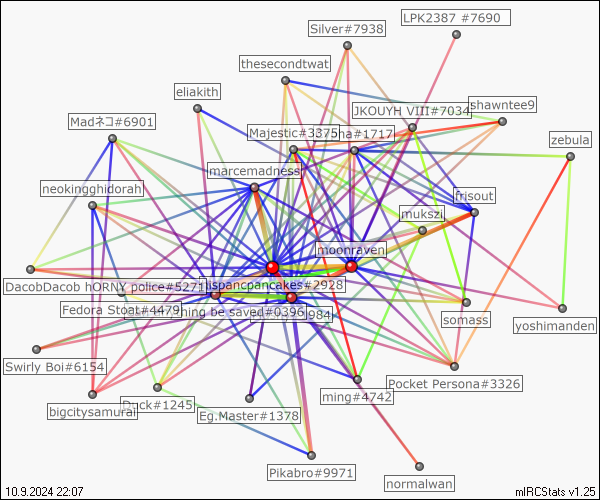 LPK2387 #7690
Silver#7938
thesecondtwat
eliakith
shawntee9
JKOUYH VIII#7034
Madネコ#6901
Majestic#3375
ha#1717
zebula
marcemadness
neokingghidorah
frisout
mukszi
moonraven
DacobDacob hORNY police#5271
lispancpancakes#2928
Fedora Stoat#4479
hing be saved#0396
984
somass
yoshimanden
Swirly Boi#6154
Pocket Persona#3326
ming#4742
bigcitysamurai
Duck#1245
Eg.Master#1378
Pikabro#9971
normalwan
10.9.2024 22:07
mIRCStats v1.25